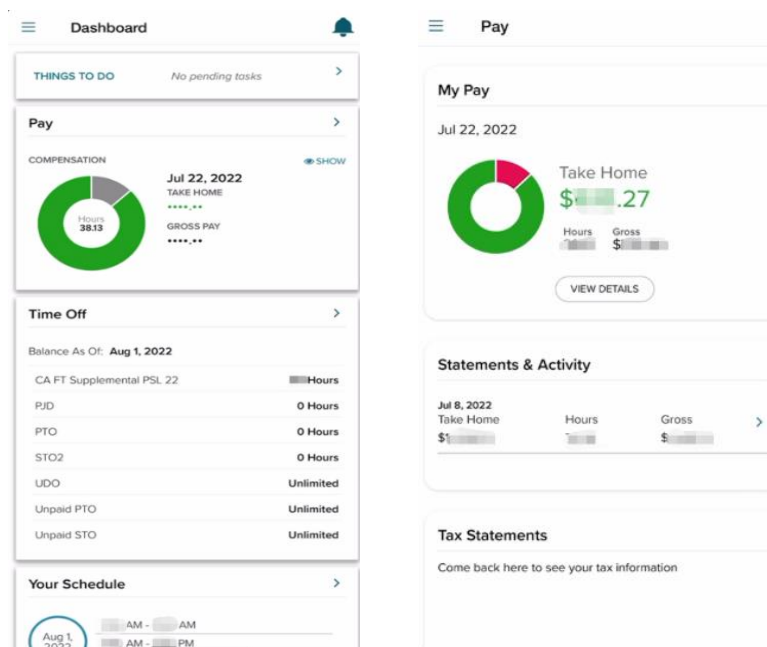 Dashboard
THINGS TO DO No pending tasks
Pay
COMPENSATION SHOW
Hours
38.13
Jul 22, 2022
TAKE HOME
••••.••
GROSS PAY
••••.••
Time Off
Balance As Of: Aug 1, 2022
CA FT Supplemental PSL 22 Hours
PJD 0 Hours
PTO 0 Hours
STO2 0 Hours
UDO Unlimited
Unpaid PTO Unlimited
Unpaid STO Unlimited
Your Schedule
Aug 1,
2022
AM - AM
AM - PM
Pay
My Pay
Jul 22, 2022
Take Home
$ .27
Hours Gross
$
VIEW DETAILS
Statements & Activity
Jul 8, 2022
Take Home Hours Gross
$ $
Tax Statements
Come back here to see your tax information